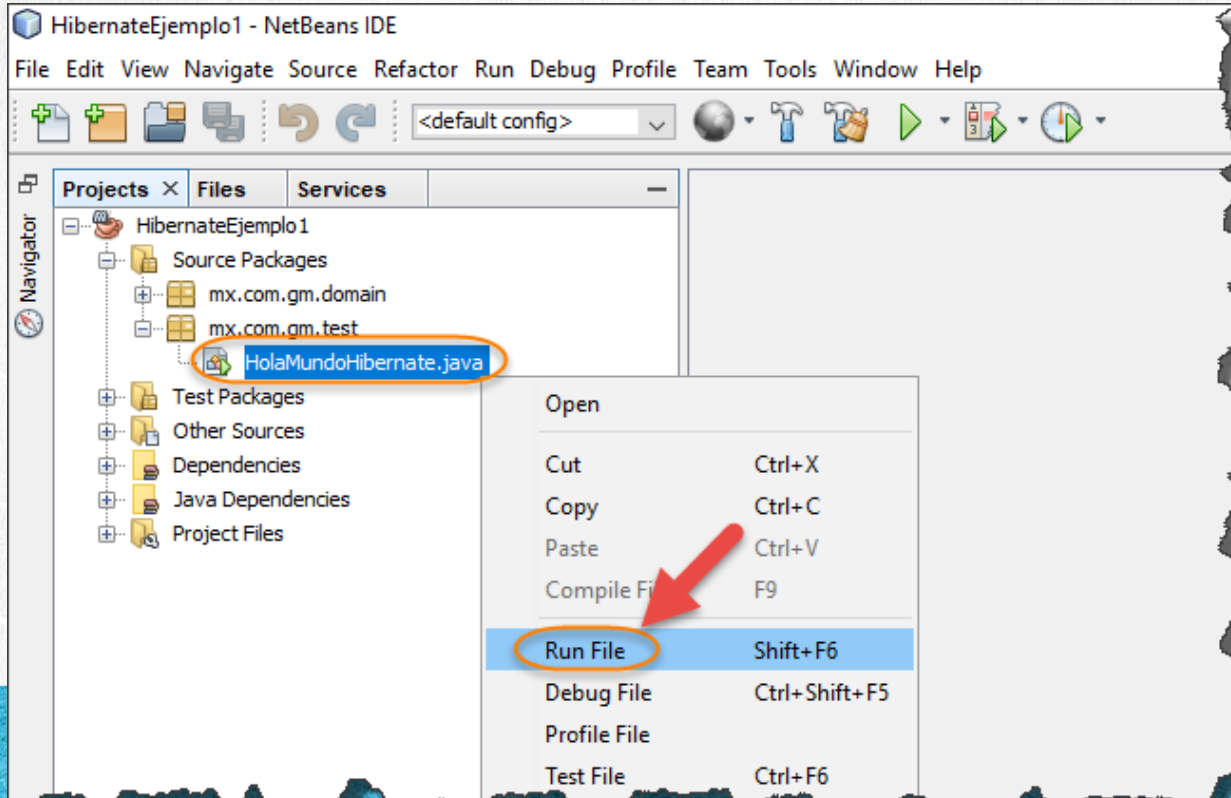 HibernateEjemplo1 - NetBeans IDE
File Edit View Navigate Source Refactor Run Debug Profile Team Tools Window Help
<default config>
Projects Files Services
Navigator
HibernateEjemplo1
Source Packages
mx.com.gm.domain
mx.com.gm.test
HolaMundoHibernate.java
Test Packages
Other Sources
Dependencies
Java Dependencies
Project Files
Open
Cut Ctrl+X
Copy Ctrl+C
Paste Ctrl+V
Compile Fi F9
Run File Shift+F6
Debug File Ctrl+Shift+F5
Profile File
Test File Ctrl+F6